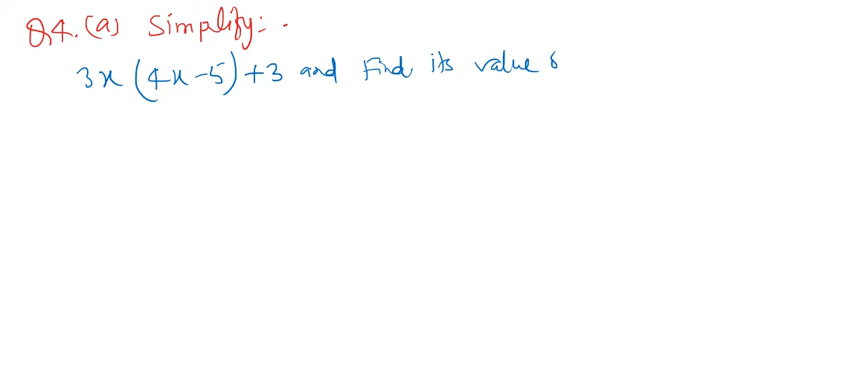 Q4. (a) Simplify:-
3x (4x-5) +3 and Find its value